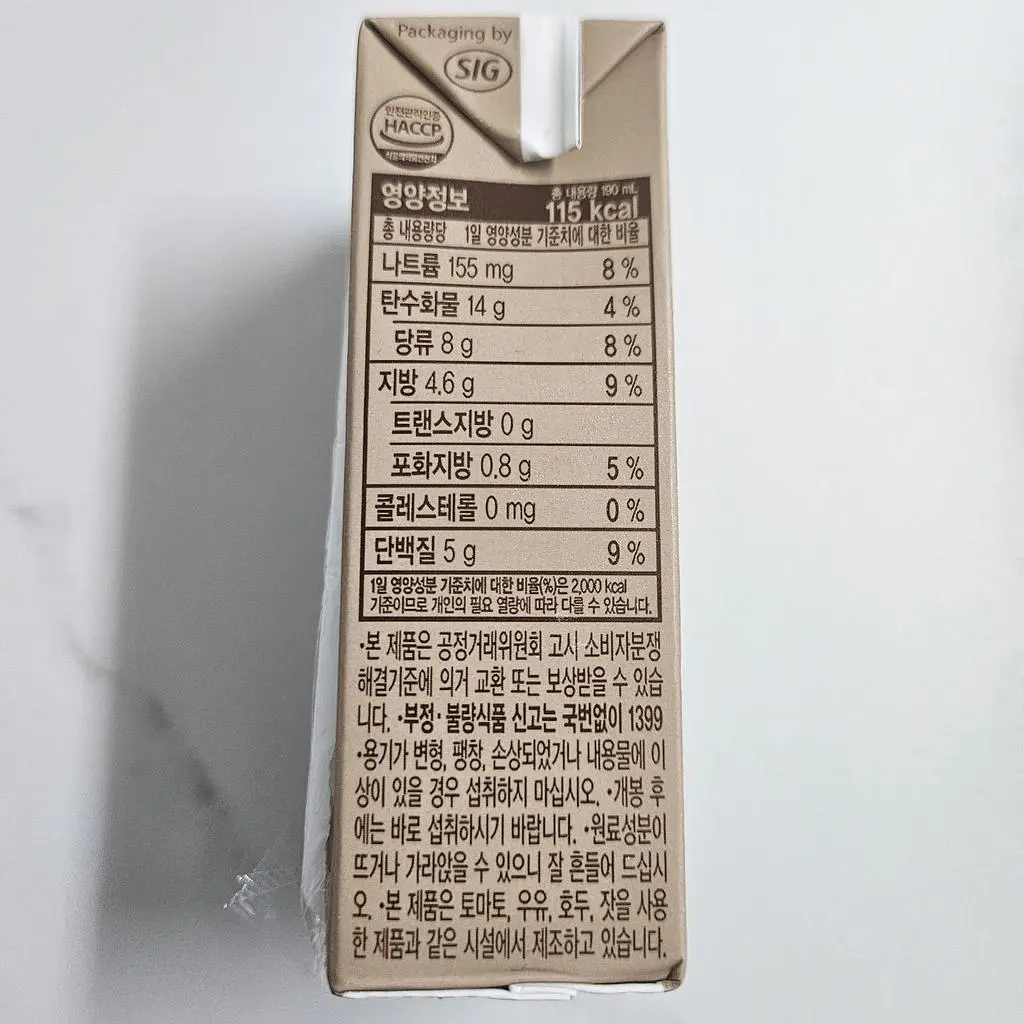 Packaging by
SIG
안전관리인증
HACCP
식품의약품안전처
영양정보 총 내용량 190 mL
115 kcal
총 내용량당 1일 영양성분 기준치에 대한 비율
나트륨 155 mg 8 %
탄수화물 14 g 4 %
당류 8 g 8 %
지방 4.6 g 9 %
트랜스지방 0 g
포화지방 0.8 g 5 %
콜레스테롤 0 mg 0 %
단백질 5 g 9 %
1일 영양성분 기준치에 대한 비율(%)은 2,000 kcal
기준이므로 개인의 필요 열량에 따라 다를 수 있습니다.
•본 제품은 공정거래위원회 고시 소비자분쟁
해결기준에 의거 교환 또는 보상받을 수 있습
니다. •부정·불량식품 신고는 국번없이 1399
•용기가 변형, 팽창, 손상되었거나 내용물에 이
상이 있을 경우 섭취하지 마십시오. •개봉 후
에는 바로 섭취하시기 바랍니다. •원료성분이
뜨거나 가라앉을 수 있으니 잘 흔들어 드십시
오. •본 제품은 토마토, 우유, 호두, 잣을 사용
한 제품과 같은 시설에서 제조하고 있습니다.